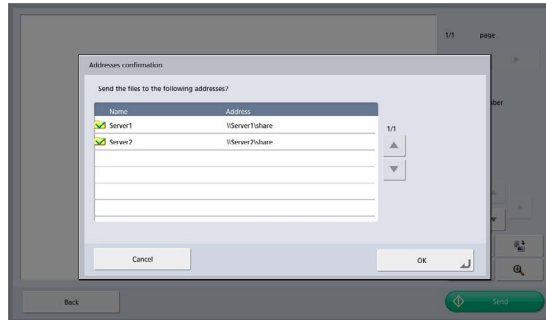 1/1 page
Addresses confirmation
Send the files to the following addresses?
Name Address
Server1 \\Server1\share
Server2 \\Server2\share
1/1
Cancel OK
Back Send